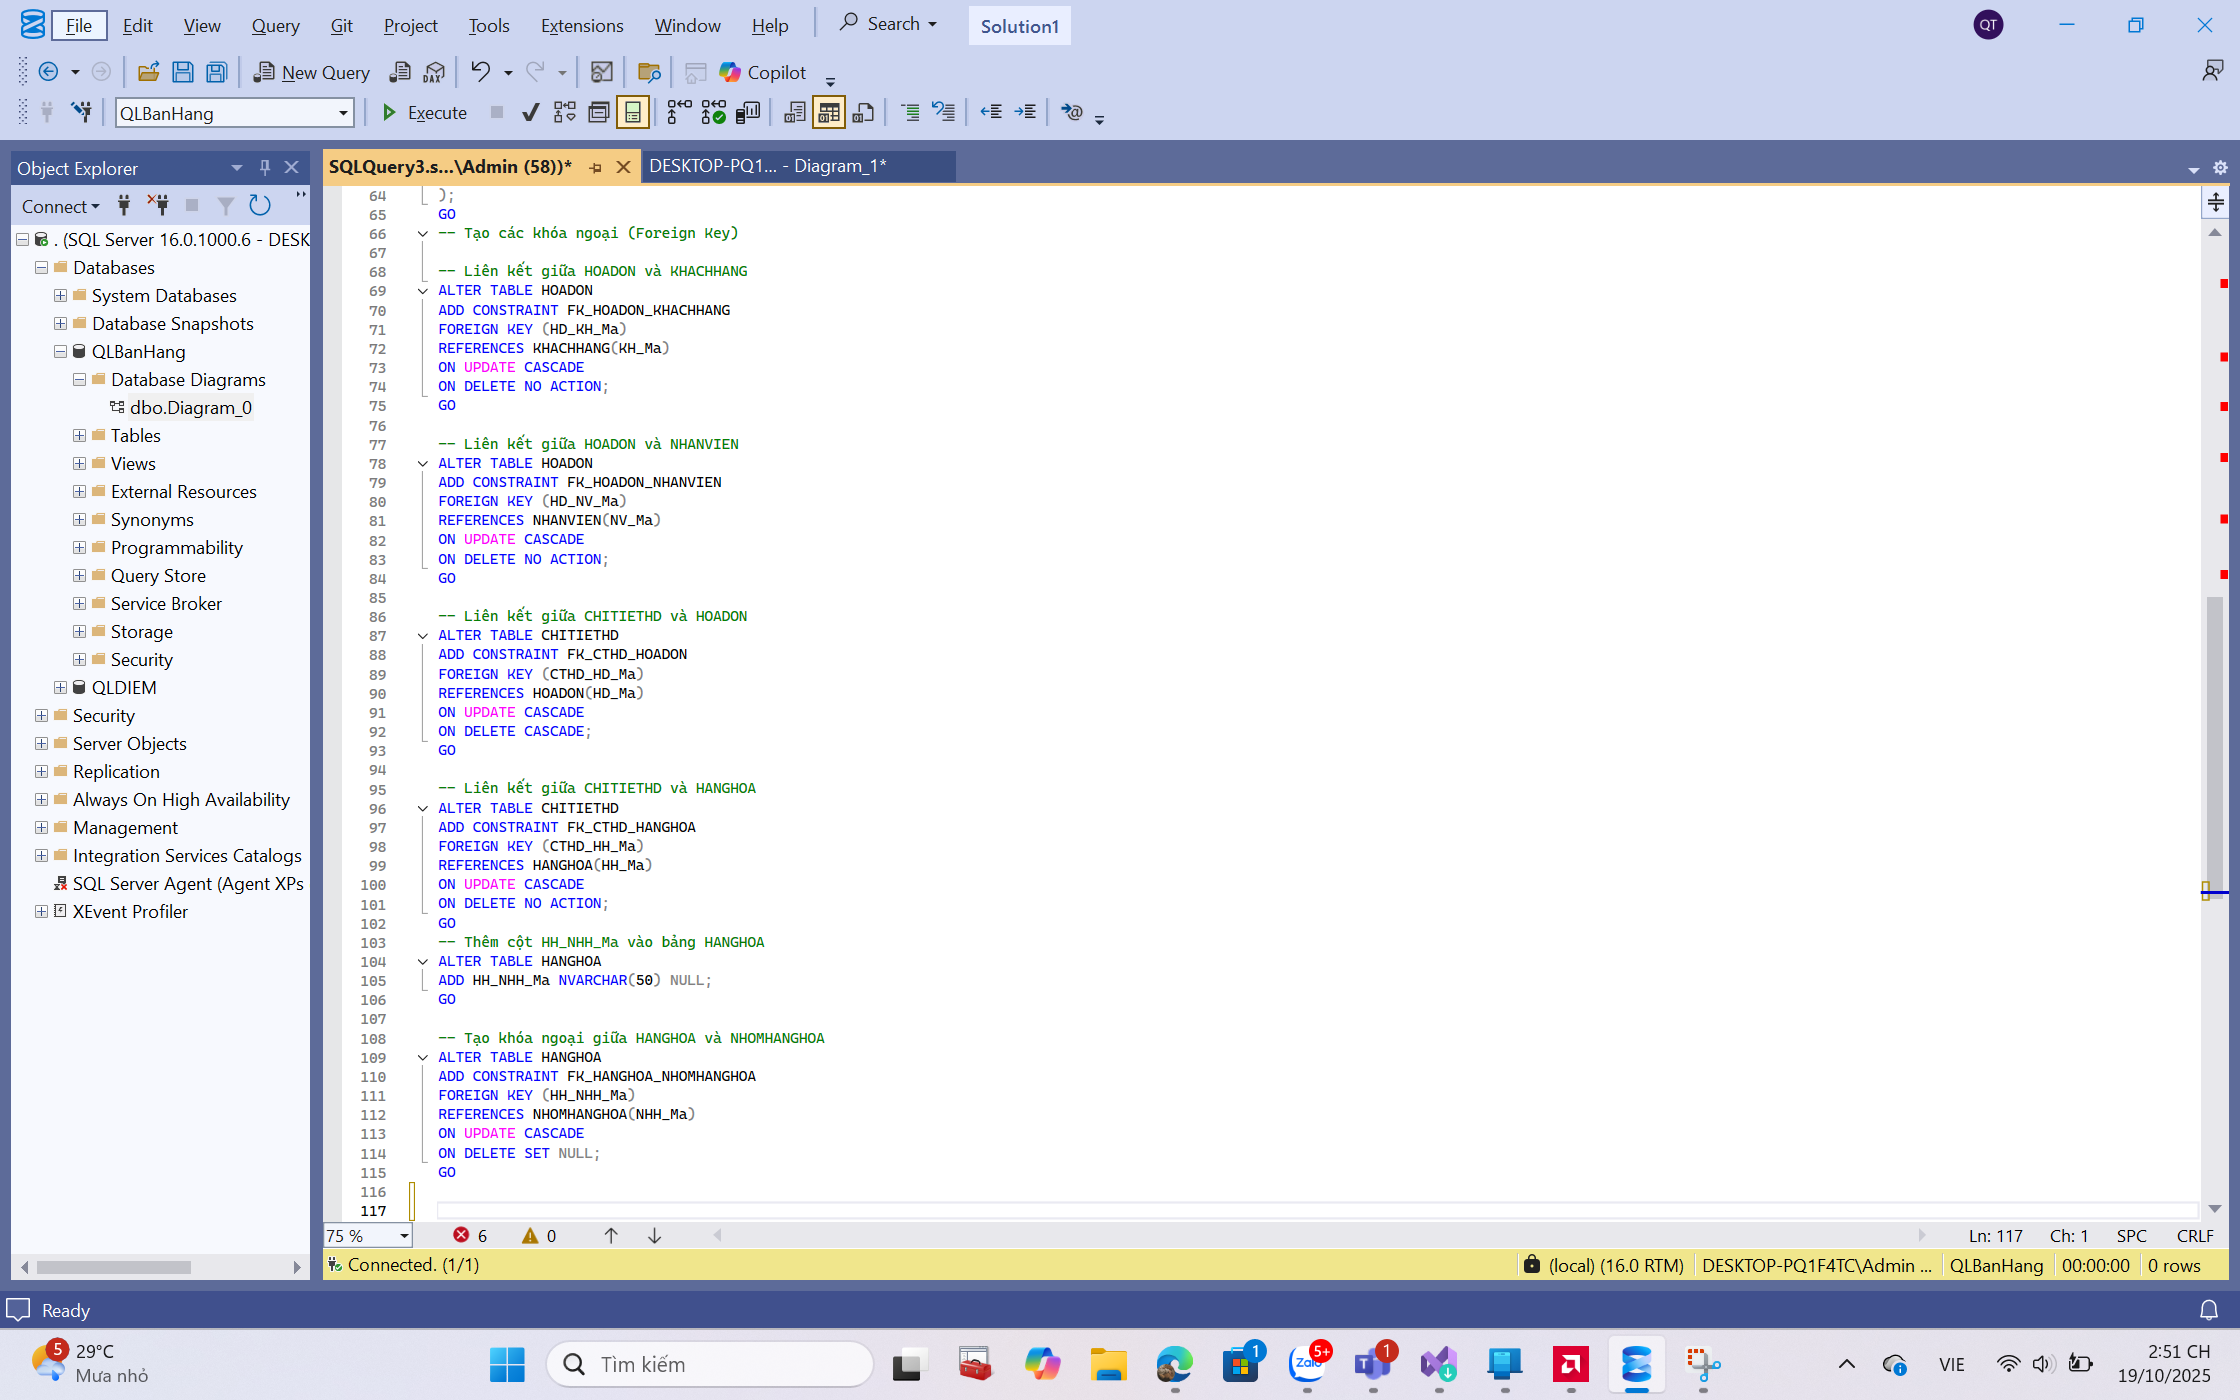 File Edit View Query Git Project Tools Extensions Window Help Search Solution1 QT
New Query DAX Copilot
QLBanHang Execute
Object Explorer
Connect
. (SQL Server 16.0.1000.6 - DESK
Databases
System Databases
Database Snapshots
QLBanHang
Database Diagrams
dbo.Diagram_0
Tables
Views
External Resources
Synonyms
Programmability
Query Store
Service Broker
Storage
Security
QLDIEM
Security
Server Objects
Replication
Always On High Availability
Management
Integration Services Catalogs
SQL Server Agent (Agent XPs
XEvent Profiler
SQLQuery3.s...\Admin (58))* DESKTOP-PQ1... - Diagram_1*
64 );
65 GO
66 -- Tạo các khóa ngoại (Foreign Key)
67
68 -- Liên kết giữa HOADON và KHACHHANG
69 ALTER TABLE HOADON
70 ADD CONSTRAINT FK_HOADON_KHACHHANG
71 FOREIGN KEY (HD_KH_Ma)
72 REFERENCES KHACHHANG(KH_Ma)
73 ON UPDATE CASCADE
74 ON DELETE NO ACTION;
75 GO
76
77 -- Liên kết giữa HOADON và NHANVIEN
78 ALTER TABLE HOADON
79 ADD CONSTRAINT FK_HOADON_NHANVIEN
80 FOREIGN KEY (HD_NV_Ma)
81 REFERENCES NHANVIEN(NV_Ma)
82 ON UPDATE CASCADE
83 ON DELETE NO ACTION;
84 GO
85
86 -- Liên kết giữa CHITIETHD và HOADON
87 ALTER TABLE CHITIETHD
88 ADD CONSTRAINT FK_CTHD_HOADON
89 FOREIGN KEY (CTHD_HD_Ma)
90 REFERENCES HOADON(HD_Ma)
91 ON UPDATE CASCADE
92 ON DELETE CASCADE;
93 GO
94
95 -- Liên kết giữa CHITIETHD và HANGHOA
96 ALTER TABLE CHITIETHD
97 ADD CONSTRAINT FK_CTHD_HANGHOA
98 FOREIGN KEY (CTHD_HH_Ma)
99 REFERENCES HANGHOA(HH_Ma)
100 ON UPDATE CASCADE
101 ON DELETE NO ACTION;
102 GO
103 -- Thêm cột HH_NHH_Ma vào bảng HANGHOA
104 ALTER TABLE HANGHOA
105 ADD HH_NHH_Ma NVARCHAR(50) NULL;
106 GO
107
108 -- Tạo khóa ngoại giữa HANGHOA và NHOMHANGHOA
109 ALTER TABLE HANGHOA
110 ADD CONSTRAINT FK_HANGHOA_NHOMHANGHOA
111 FOREIGN KEY (HH_NHH_Ma)
112 REFERENCES NHOMHANGHOA(NHH_Ma)
113 ON UPDATE CASCADE
114 ON DELETE SET NULL;
115 GO
116
117
75 % 6 0 Ln: 117 Ch: 1 SPC CRLF
Connected. (1/1) (local) (16.0 RTM) DESKTOP-PQ1F4TC\Admin ... QLBanHang 00:00:00 0 rows
Ready
5 29°C
Mưa nhỏ
Tìm kiếm
1
Zalo 5+
T 1
VIE
2:51 CH
19/10/2025